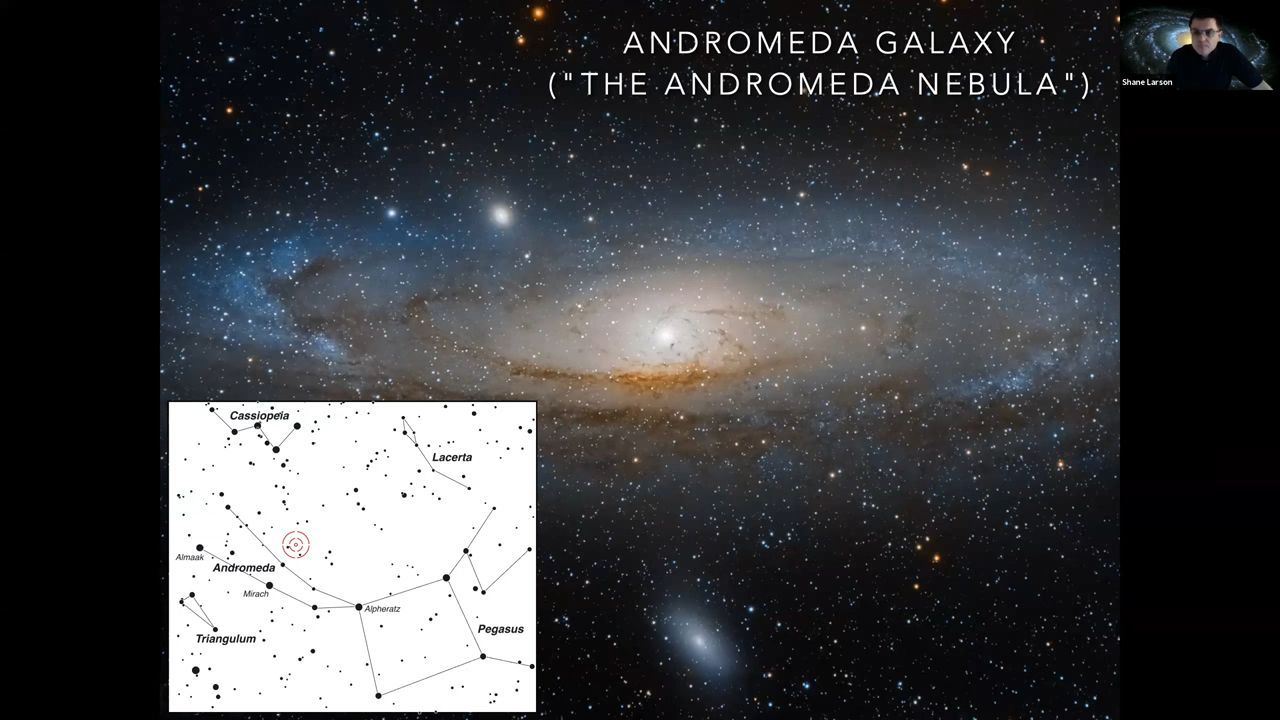 ANDROMEDA GALAXY
("THE ANDROMEDA NEBULA")
Shane Larson
Cassiopeia
Lacerta
Almaak
Andromeda
Mirach
Alpheratz
Pegasus
Triangulum